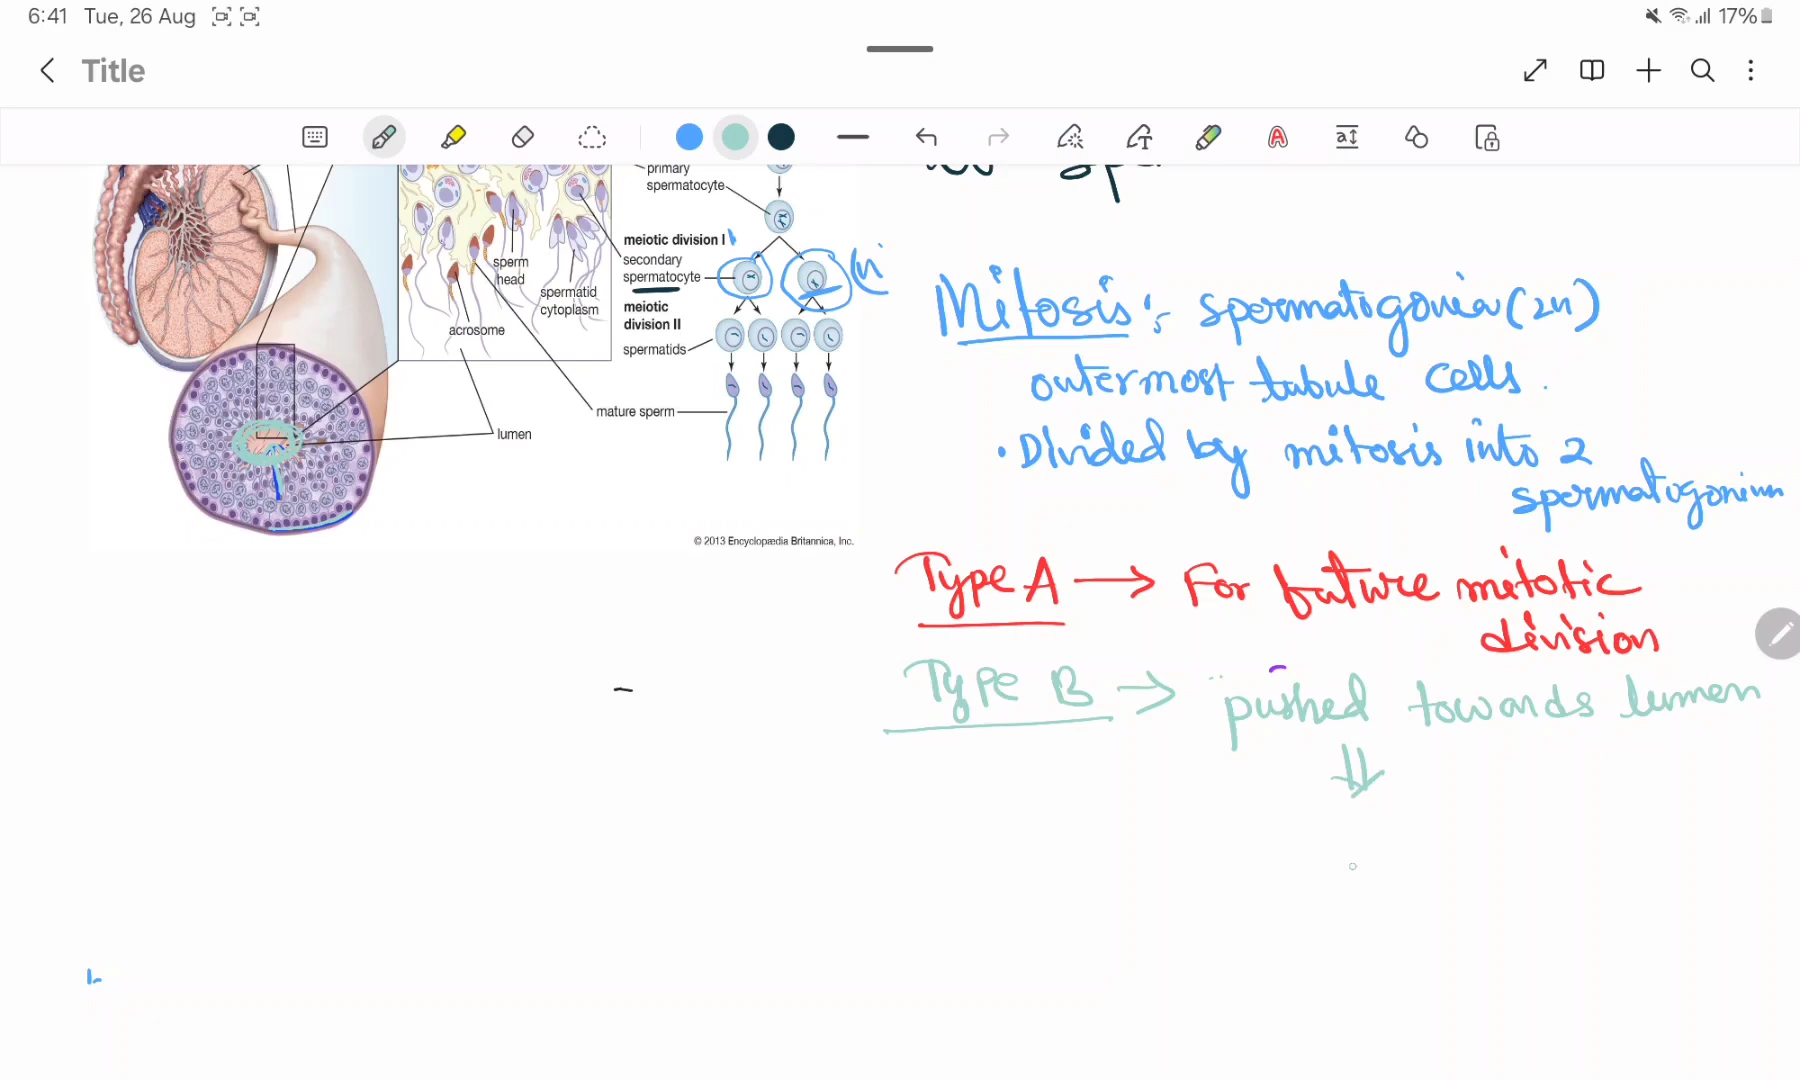 6:41 Tue, 26 Aug
17%
Title
primary
spermatocyte
meiotic division I
secondary
spermatocyte
meiotic
division II
spermatids
sperm
head
spermatid
cytoplasm
acrosome
mature sperm
lumen
© 2013 Encyclopædia Britannica, Inc.
(n
Mitosis :- spermatogonia (2n)
outermost tubule cells.
• Divided by mitosis into 2
spermatogonium
Type A → For future mitotic
division
Type B → pushed towards lumen